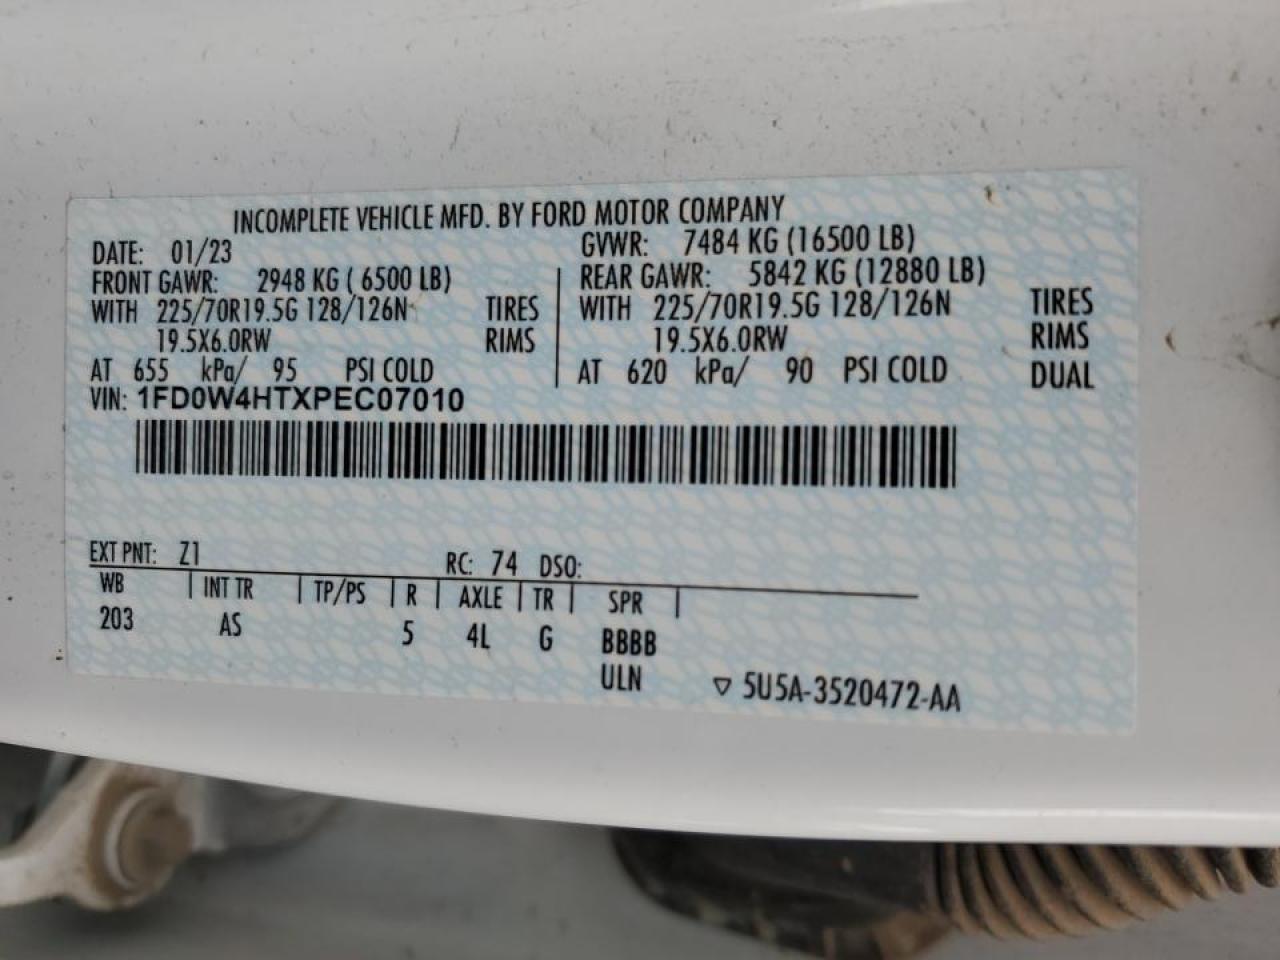 INCOMPLETE VEHICLE MFD. BY FORD MOTOR COMPANY
DATE: 01/23 GVWR: 7484 KG (16500 LB)
FRONT GAWR: 2948 KG ( 6500 LB) REAR GAWR: 5842 KG (12880 LB)
WITH 225/70R19.5G 128/126N TIRES WITH 225/70R19.5G 128/126N TIRES
19.5X6.0RW RIMS 19.5X6.0RW RIMS
AT 655 kPa/ 95 PSI COLD AT 620 kPa/ 90 PSI COLD DUAL
VIN: 1FD0W4HTXPEC07010
EXT PNT: Z1 RC: 74 DSO:
WB INT TR TP/PS R AXLE TR SPR
203 AS 5 4L G BBBB
ULN ▽ 5U5A-3520472-AA